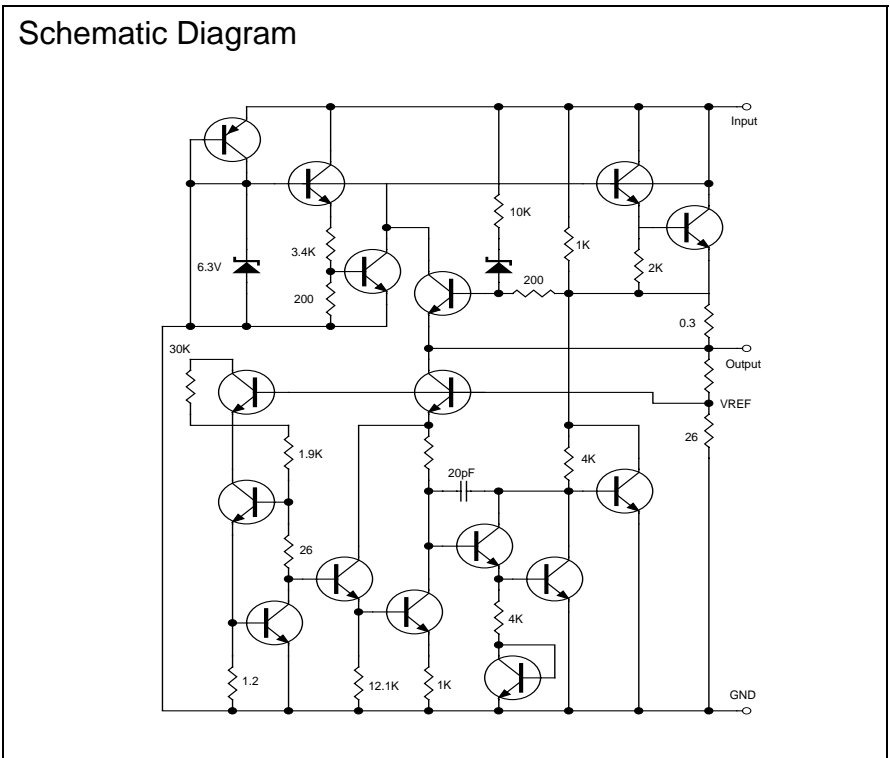 Schematic Diagram
Input
10K
3.4K
1K
2K
6.3V
200
200
0.3
30K
Output
VREF
26
1.9K
4K
20pF
26
4K
1.2
12.1K
1K
GND